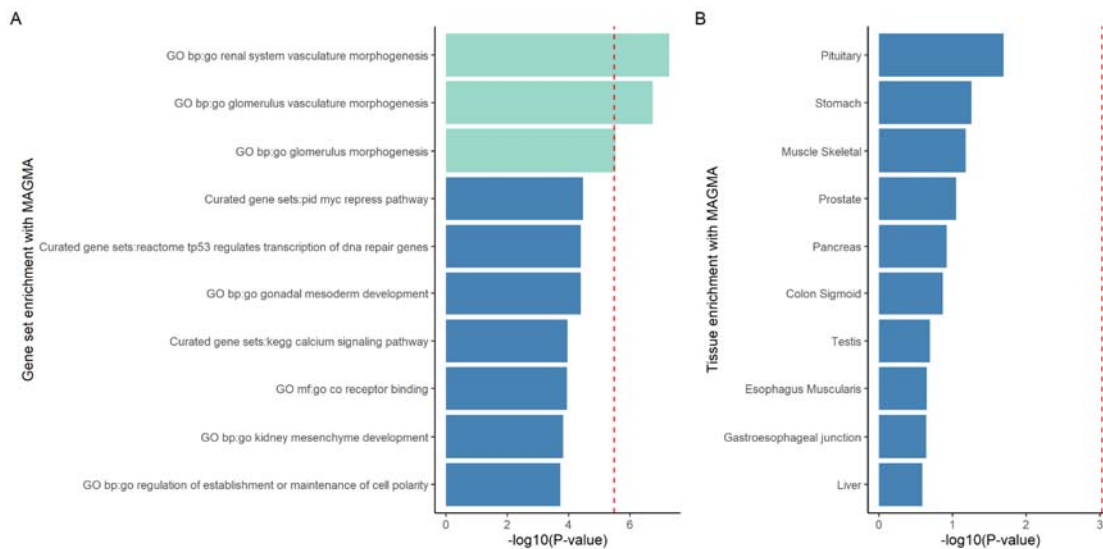 A
Gene set enrichment with MAGMA
GO bp:go renal system vasculature morphogenesis
GO bp:go glomerulus vasculature morphogenesis
GO bp:go glomerulus morphogenesis
Curated gene sets:pid myc repress pathway
Curated gene sets:reactome tp53 regulates transcription of dna repair genes
GO bp:go gonadal mesoderm development
Curated gene sets:kegg calcium signaling pathway
GO mf:go co receptor binding
GO bp:go kidney mesenchyme development
GO bp:go regulation of establishment or maintenance of cell polarity
0 2 4 6
-log10(P-value)
B
Tissue enrichment with MAGMA
Pituitary
Stomach
Muscle Skeletal
Prostate
Pancreas
Colon Sigmoid
Testis
Esophagus Muscularis
Gastroesophageal junction
Liver
0 1 2 3
-log10(P-value)